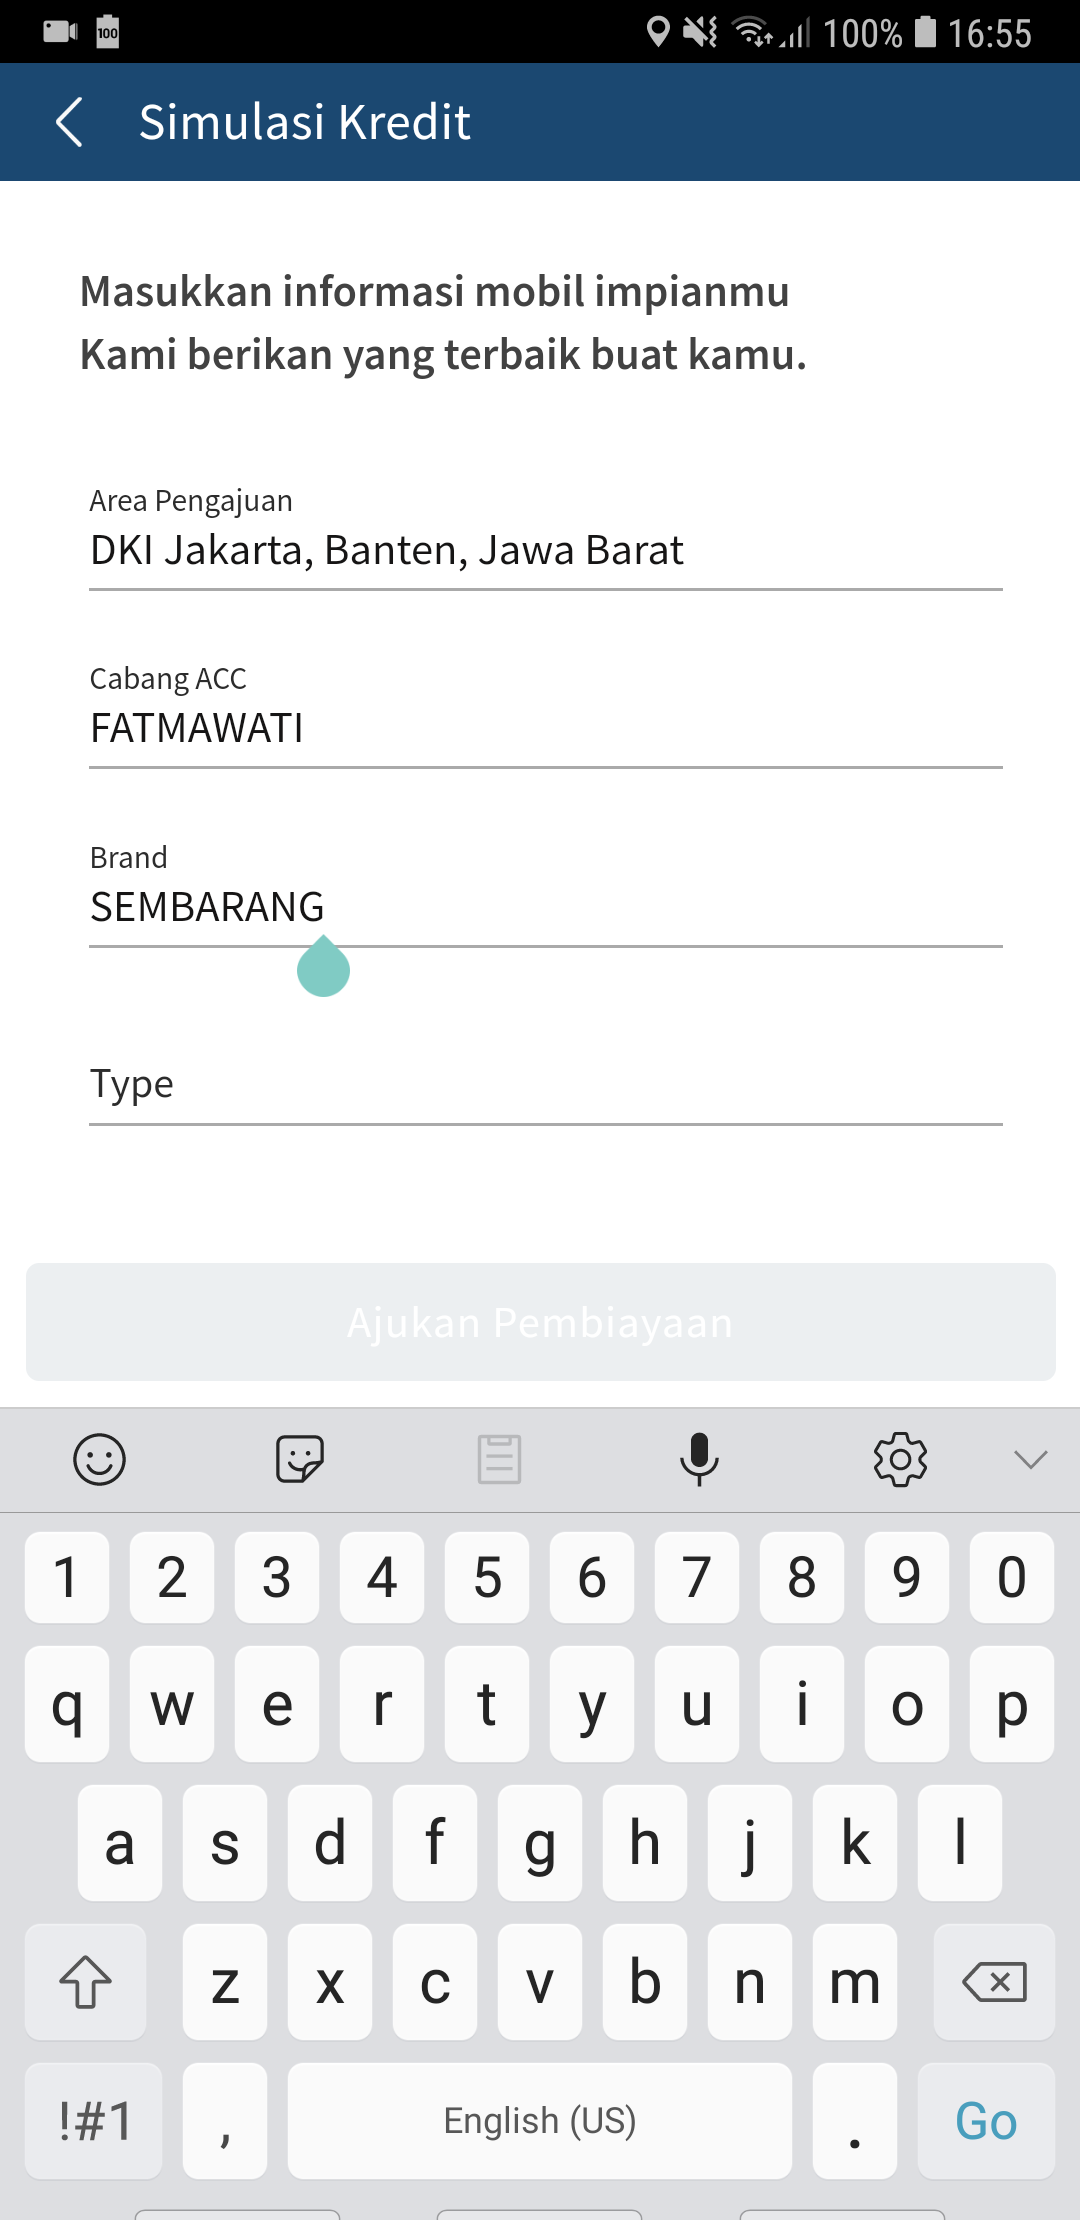 100 100% 16:55
Simulasi Kredit
Masukkan informasi mobil impianmu
Kami berikan yang terbaik buat kamu.
Area Pengajuan
DKI Jakarta, Banten, Jawa Barat
Cabang ACC
FATMAWATI
Brand
SEMBARANG
Type
Ajukan Pembiayaan
1 2 3 4 5 6 7 8 9 0
q w e r t y u i o p
a s d f g h j k l
z x c v b n m
!#1 , English (US) . Go